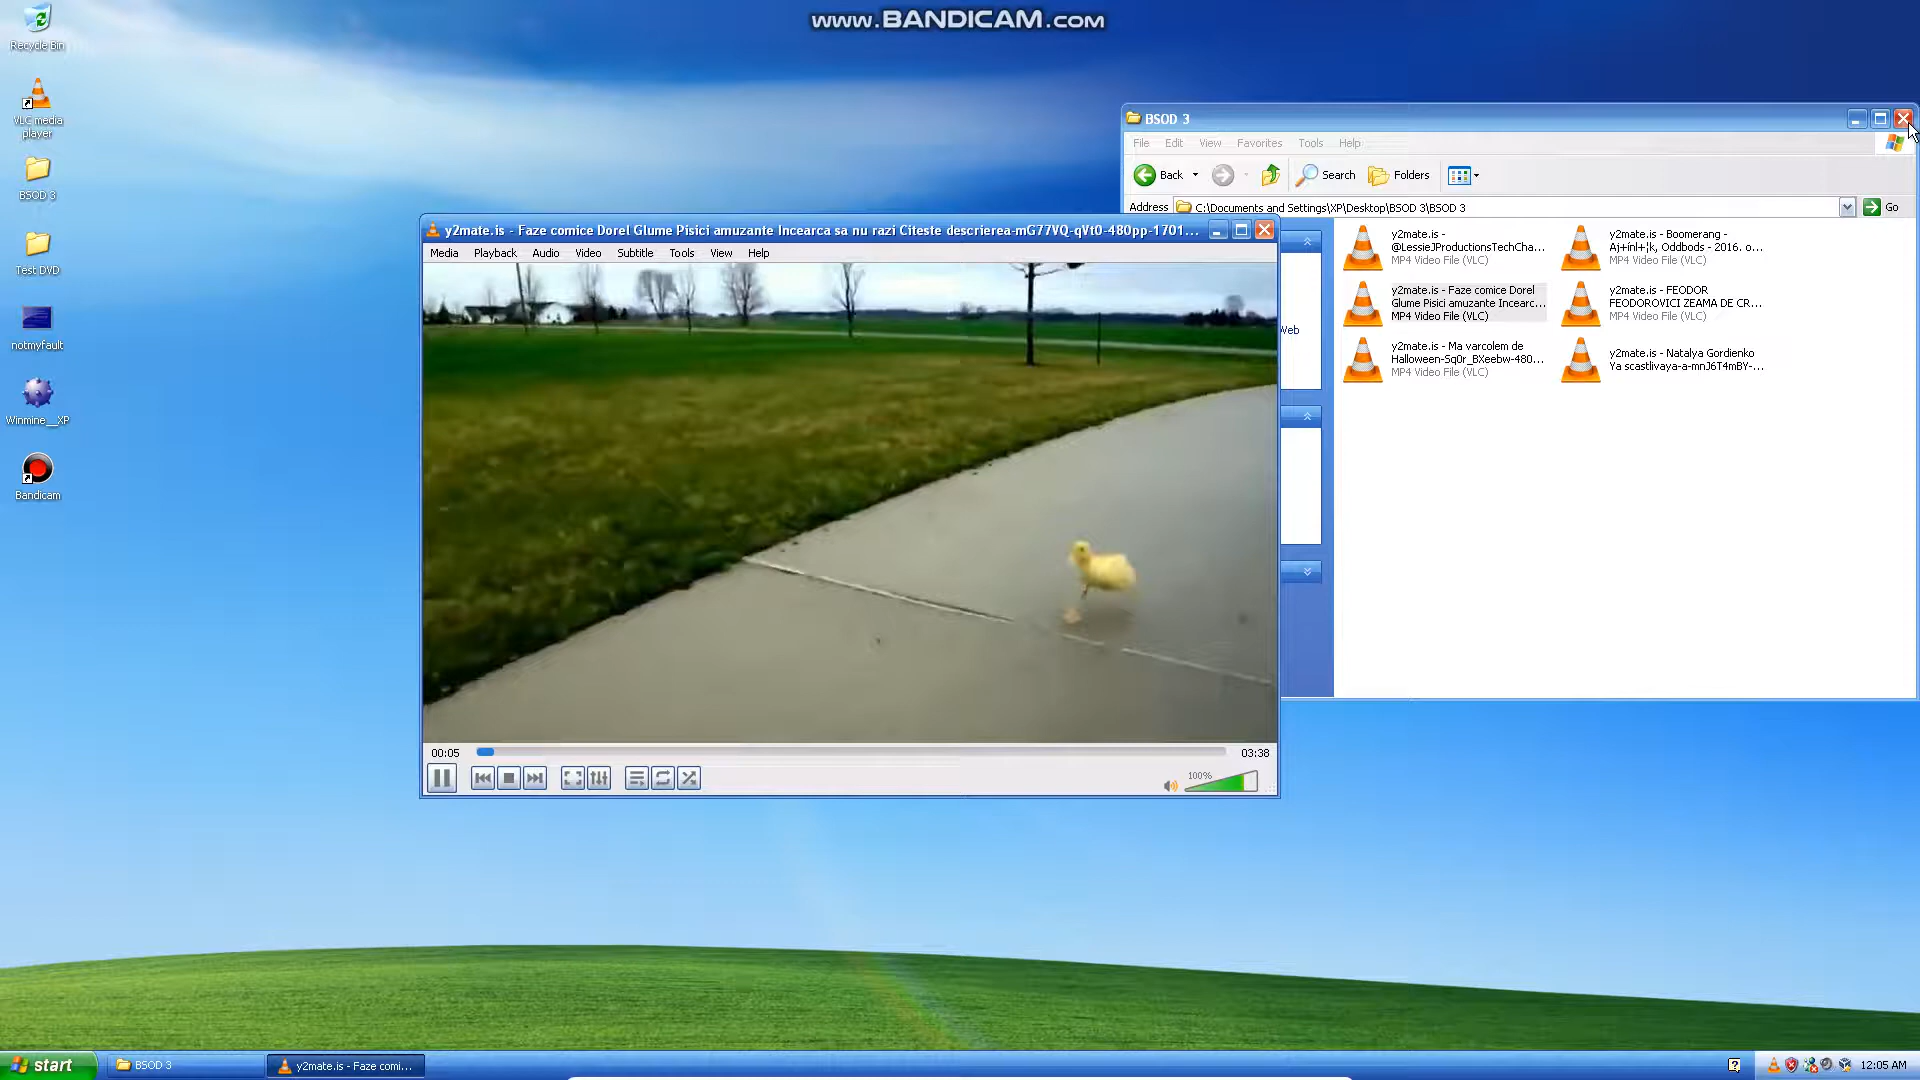 www.BANDICAM.com
Recycle Bin
VLC media
player
BSOD 3
Test DVD
notmyfault
Winmine__XP
Bandicam
BSOD 3
File Edit View Favorites Tools Help
Back Search Folders
Address C:\Documents and Settings\XP\Desktop\BSOD 3\BSOD 3 Go
y2mate.is - Faze comice Dorel Glume Pisici amuzante Incearca sa nu razi Citeste descrierea-mG77VQ-qVt0-480pp-1701...
Media Playback Audio Video Subtitle Tools View Help
Web
y2mate.is -
@LessieJProductionsTechCha...
MP4 Video File (VLC)
y2mate.is - Boomerang -
Aj+ínl+¦k, Oddbods - 2016. o...
MP4 Video File (VLC)
y2mate.is - Faze comice Dorel
Glume Pisici amuzante Incearc...
MP4 Video File (VLC)
y2mate.is - FEODOR
FEODOROVICI ZEAMA DE CR...
MP4 Video File (VLC)
y2mate.is - Ma varcolem de
Halloween-Sq0r_BXeebw-480...
MP4 Video File (VLC)
y2mate.is - Natalya Gordienko
Ya scastlivaya-a-mnJ6T4mBY-...
00:05 03:38
100%
start BSOD 3 y2mate.is - Faze comi... 12:05 AM